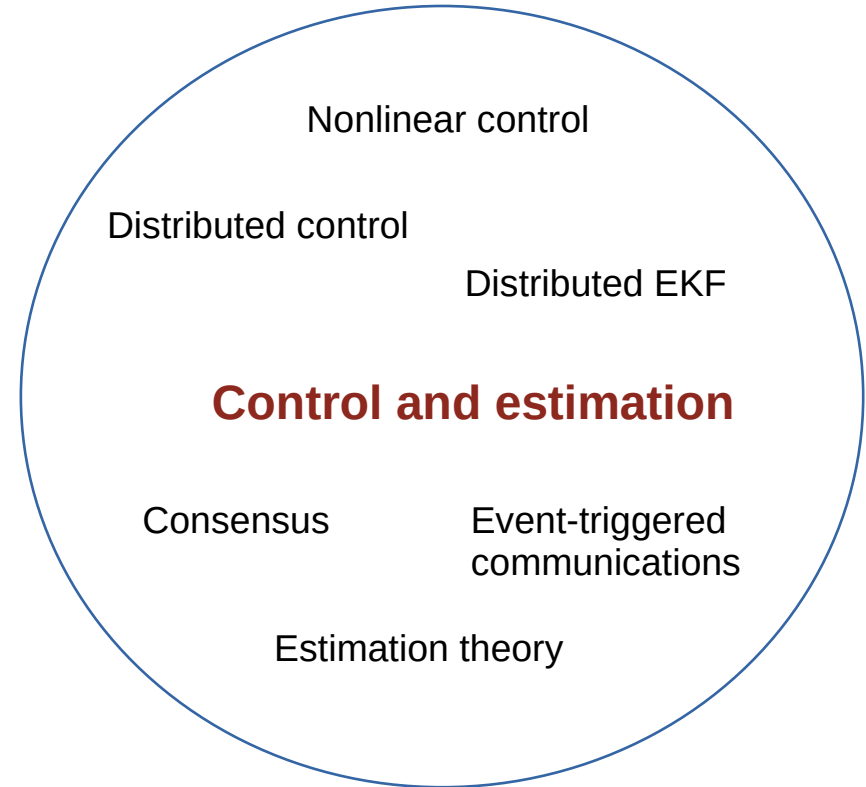 Nonlinear control
Distributed control
Distributed EKF
Control and estimation
Consensus
Event-triggered
communications
Estimation theory